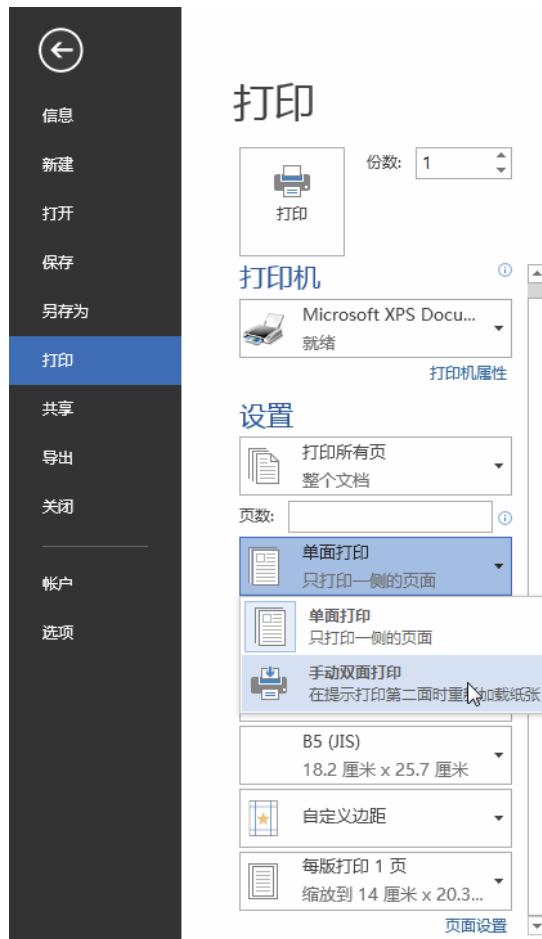 打印
信息
新建
打开
保存
另存为
打印
共享
导出
关闭
帐户
选项
份数: 1
打印
打印机
Microsoft XPS Docu...
就绪
打印机属性
设置
打印所有页
整个文档
页数:
单面打印
只打印一侧的页面
单面打印
只打印一侧的页面
手动双面打印
在提示打印第二面时重新加载纸张
B5 (JIS)
18.2 厘米 x 25.7 厘米
自定义边距
每版打印 1 页
缩放到 14 厘米 x 20.3...
页面设置